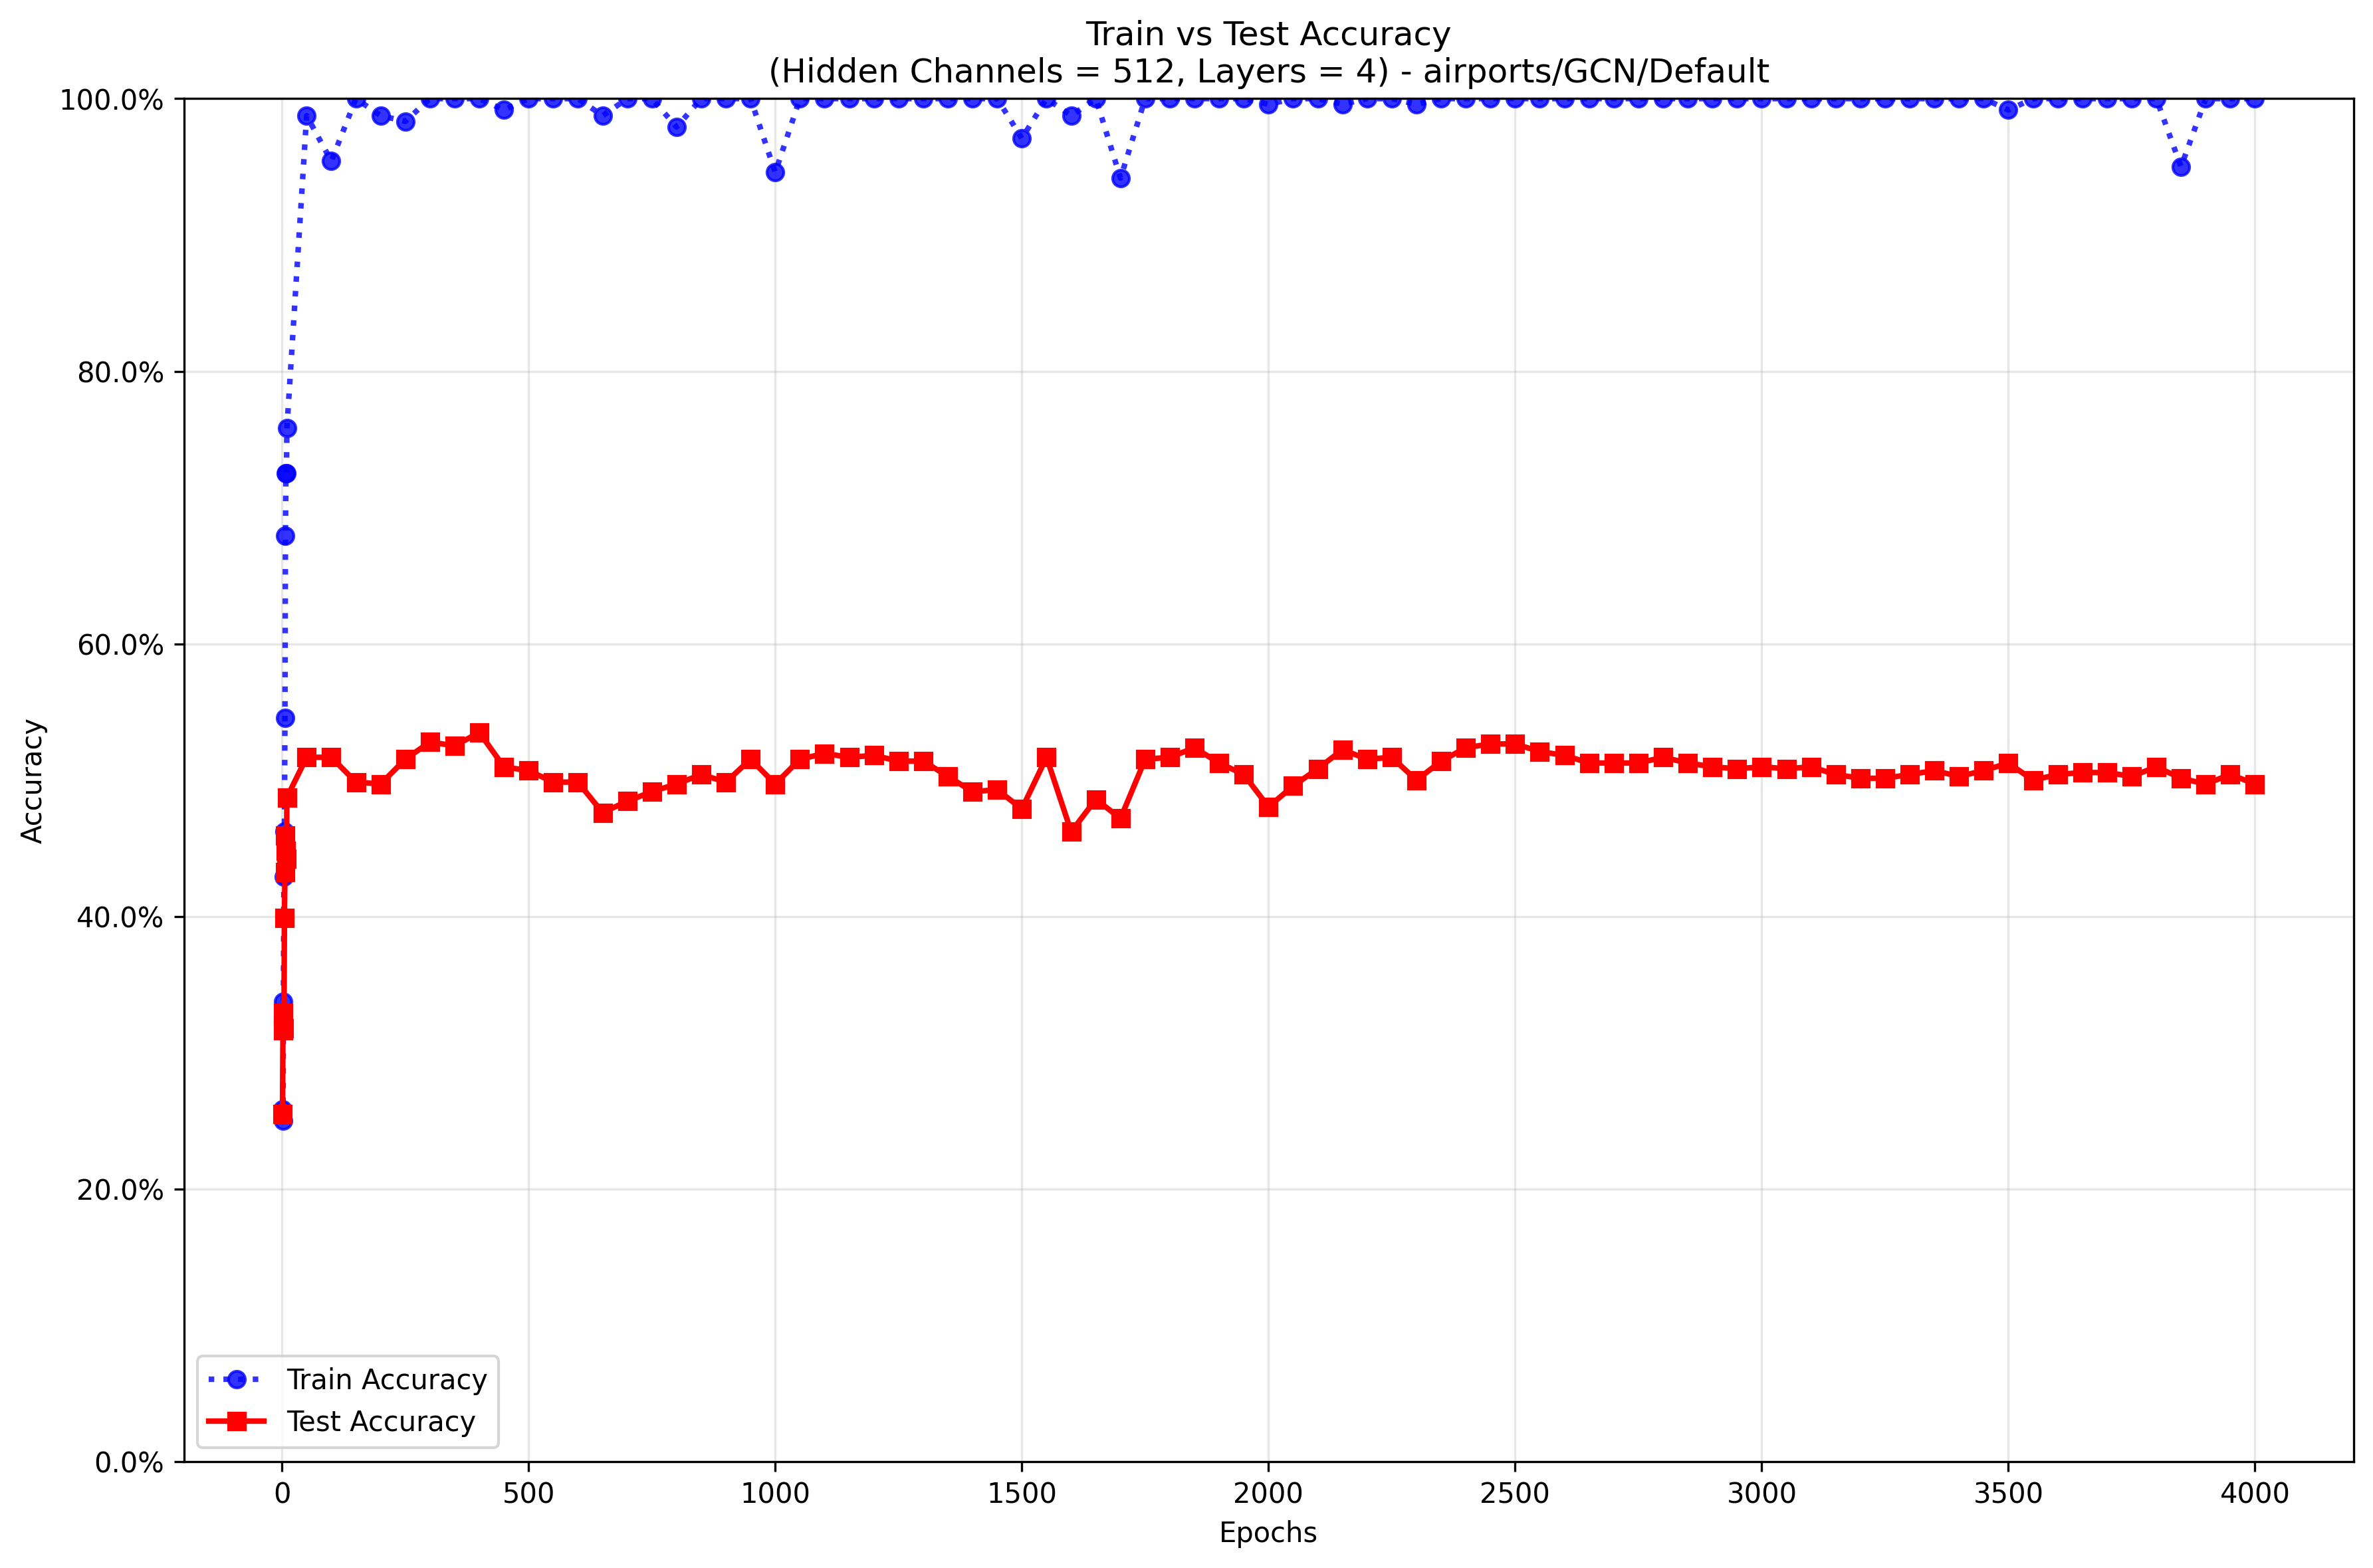 Train vs Test Accuracy
(Hidden Channels = 512, Layers = 4) - airports/GCN/Default
100.0%
80.0%
60.0%
40.0%
20.0%
0.0%
Accuracy
Train Accuracy
Test Accuracy
0 500 1000 1500 2000 2500 3000 3500 4000
Epochs